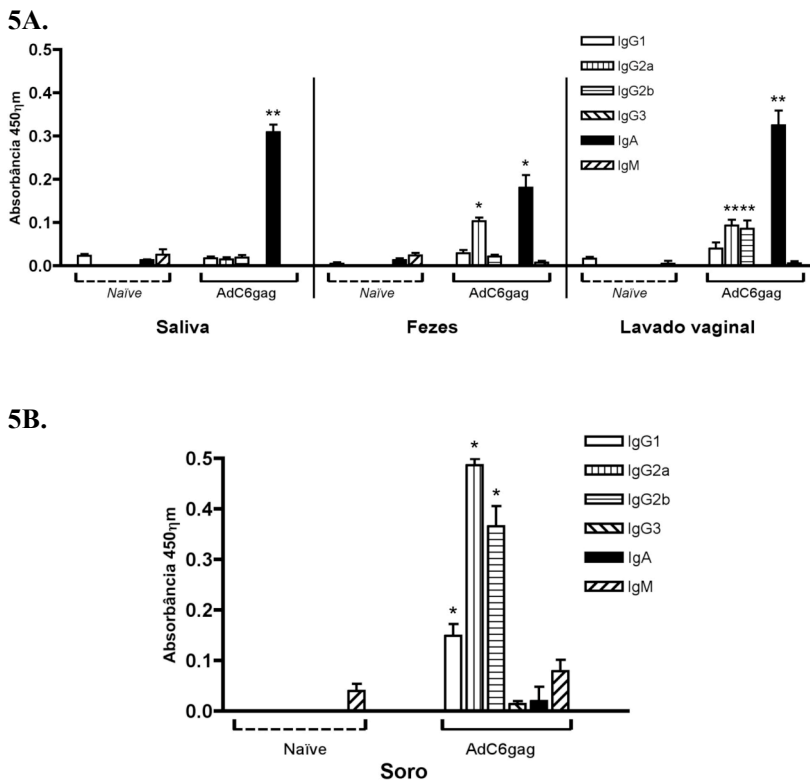 5A.
IgG1
IgG2a
IgG2b
IgG3
IgA
IgM
Absorbância 450ηm
0.5
0.4
0.3
0.2
0.1
0.0
**
*
*
****
**
Naïve
AdC6gag
Naïve
AdC6gag
Naïve
AdC6gag
Saliva
Fezes
Lavado vaginal
5B.
IgG1
IgG2a
IgG2b
IgG3
IgA
IgM
Absorbância 450ηm
0.5
0.4
0.3
0.2
0.1
0.0
*
*
*
Naïve
AdC6gag
Soro